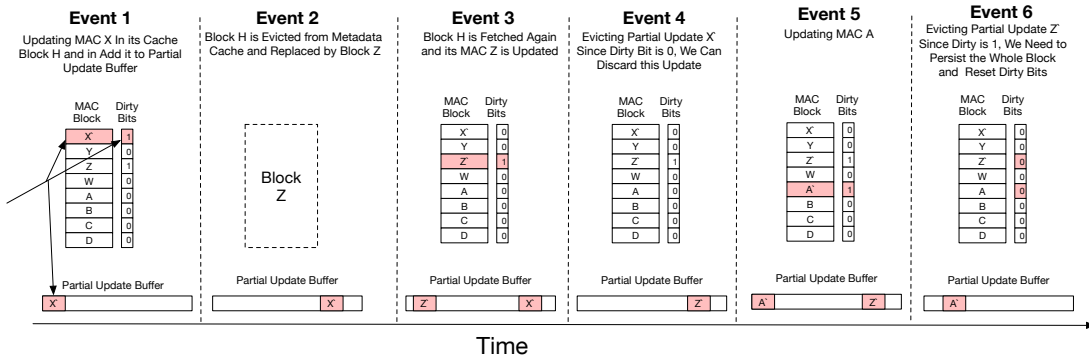 Event 1
Updating MAC X In its Cache
Block H and in Add it to Partial
Update Buffer
MAC
Block
Dirty
Bits
X` 1
Y 0
Z 1
W 0
A 0
B 0
C 0
D 0
Partial Update Buffer
X`
Event 2
Block H is Evicted from Metadata
Cache and Replaced by Block Z
Block
Z
Partial Update Buffer
X`
Event 3
Block H is Fetched Again
and its MAC Z is Updated
MAC
Block
Dirty
Bits
X` 0
Y 0
Z` 1
W 0
A 0
B 0
C 0
D 0
Partial Update Buffer
Z` X`
Event 4
Evicting Partial Update X`
Since Dirty Bit is 0, We Can
Discard this Update
MAC
Block
Dirty
Bits
X` 0
Y 0
Z` 1
W 0
A 0
B 0
C 0
D 0
Partial Update Buffer
Z`
Event 5
Updating MAC A
MAC
Block
Dirty
Bits
X` 0
Y 0
Z` 1
W 0
A` 1
B 0
C 0
D 0
Partial Update Buffer
A` Z`
Event 6
Evicting Partial Update Z`
Since Dirty is 1, We Need to
Persist the Whole Block
and Reset Dirty Bits
MAC
Block
Dirty
Bits
X` 0
Y 0
Z` 0
W 0
A 0
B 0
C 0
D 0
Partial Update Buffer
A`
Time